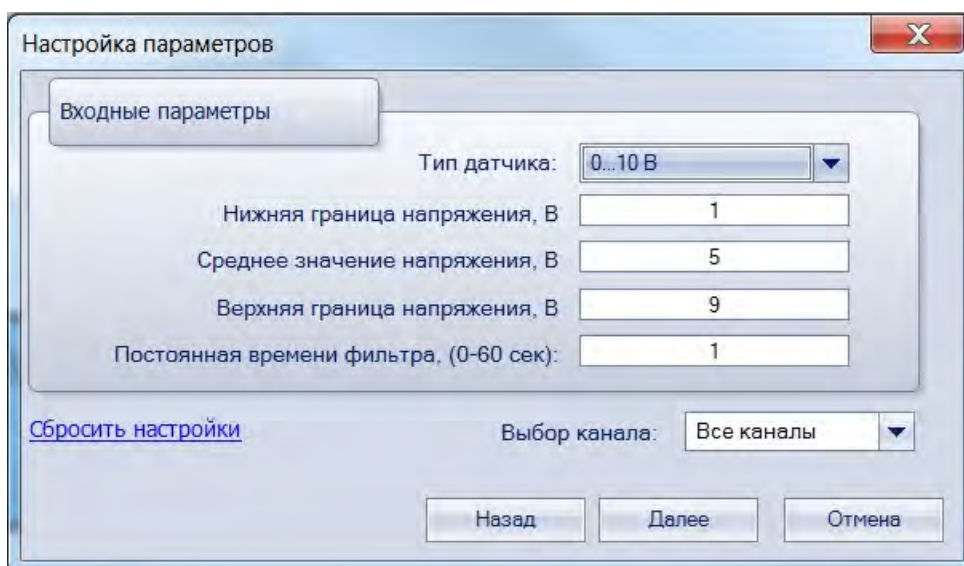 Настройка параметров
Входные параметры
Тип датчика: 0...10 В
Нижняя граница напряжения, В 1
Среднее значение напряжения, В 5
Верхняя граница напряжения, В 9
Постоянная времени фильтра, (0-60 сек): 1
Сбросить настройки Выбор канала: Все каналы
Назад Далее Отмена